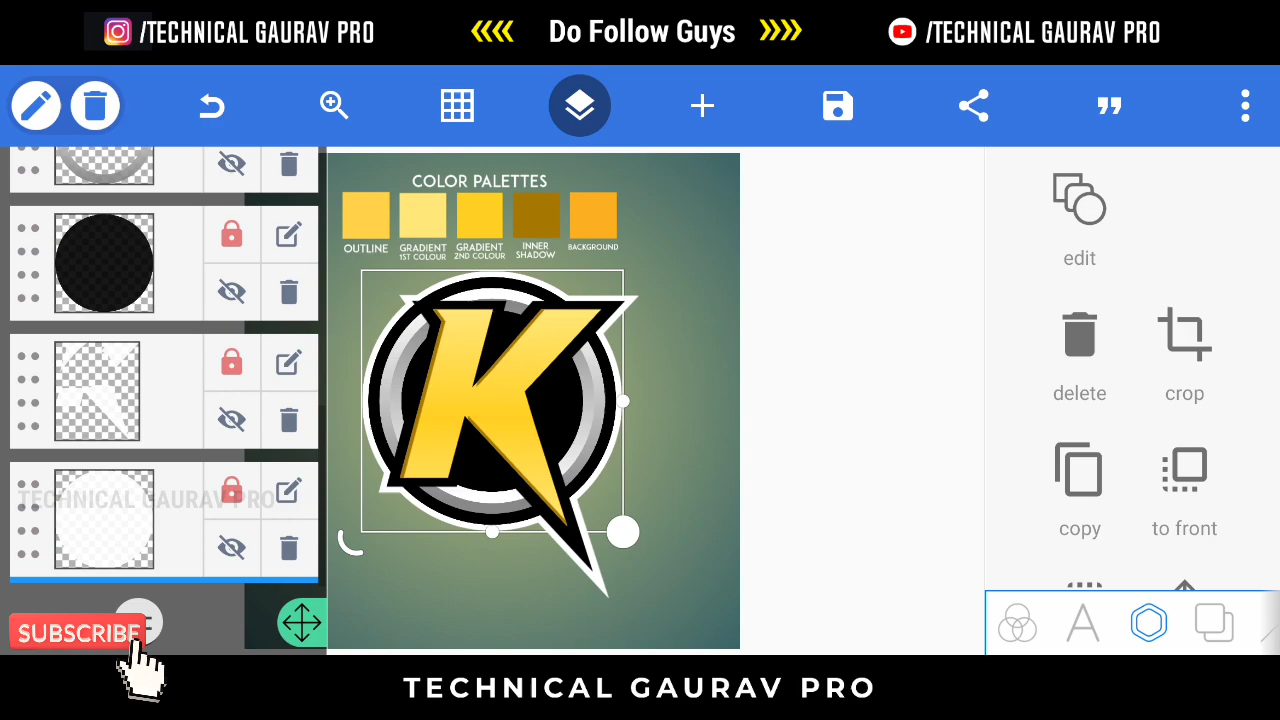 /TECHNICAL GAURAV PRO
Do Follow Guys
/TECHNICAL GAURAV PRO
COLOR PALETTES
OUTLINE
GRADIENT
1ST COLOUR
GRADIENT
2ND COLOUR
INNER
SHADOW
BACKGROUND
K
edit
delete
crop
copy
to front
TECHNICAL GAURAV PRO
SUBSCRIBE
TECHNICAL GAURAV PRO